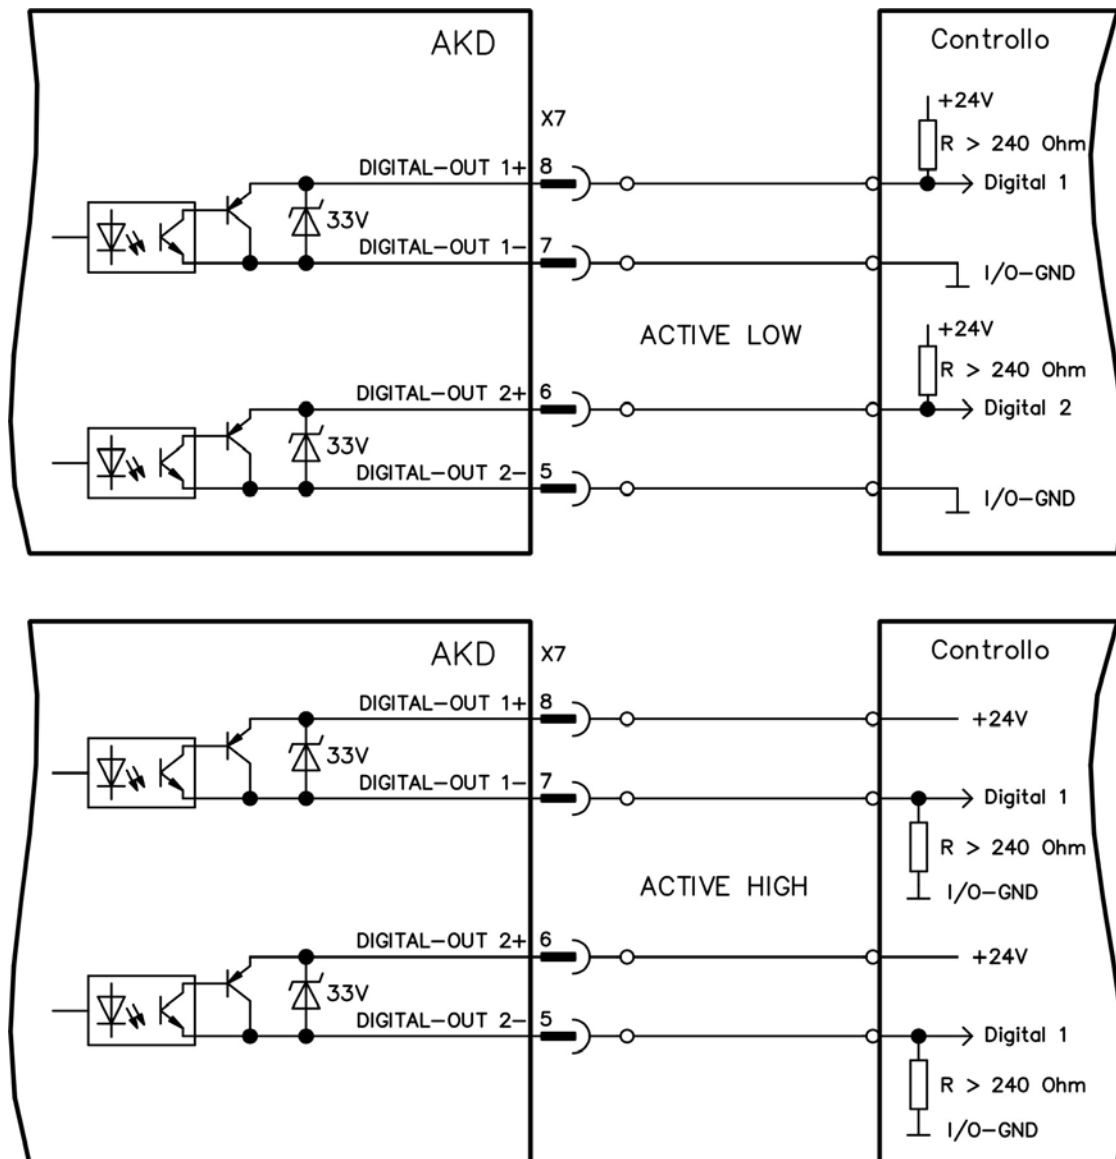 AKD
Controllo
X7
+24V
R > 240 Ohm
DIGITAL-OUT 1+
8
Digital 1
33V
DIGITAL-OUT 1-
7
I/O-GND
ACTIVE LOW
+24V
R > 240 Ohm
DIGITAL-OUT 2+
6
Digital 2
33V
DIGITAL-OUT 2-
5
I/O-GND
AKD
X7
Controllo
DIGITAL-OUT 1+
8
+24V
33V
DIGITAL-OUT 1-
7
Digital 1
R > 240 Ohm
ACTIVE HIGH
I/O-GND
DIGITAL-OUT 2+
6
+24V
33V
DIGITAL-OUT 2-
5
Digital 1
R > 240 Ohm
I/O-GND